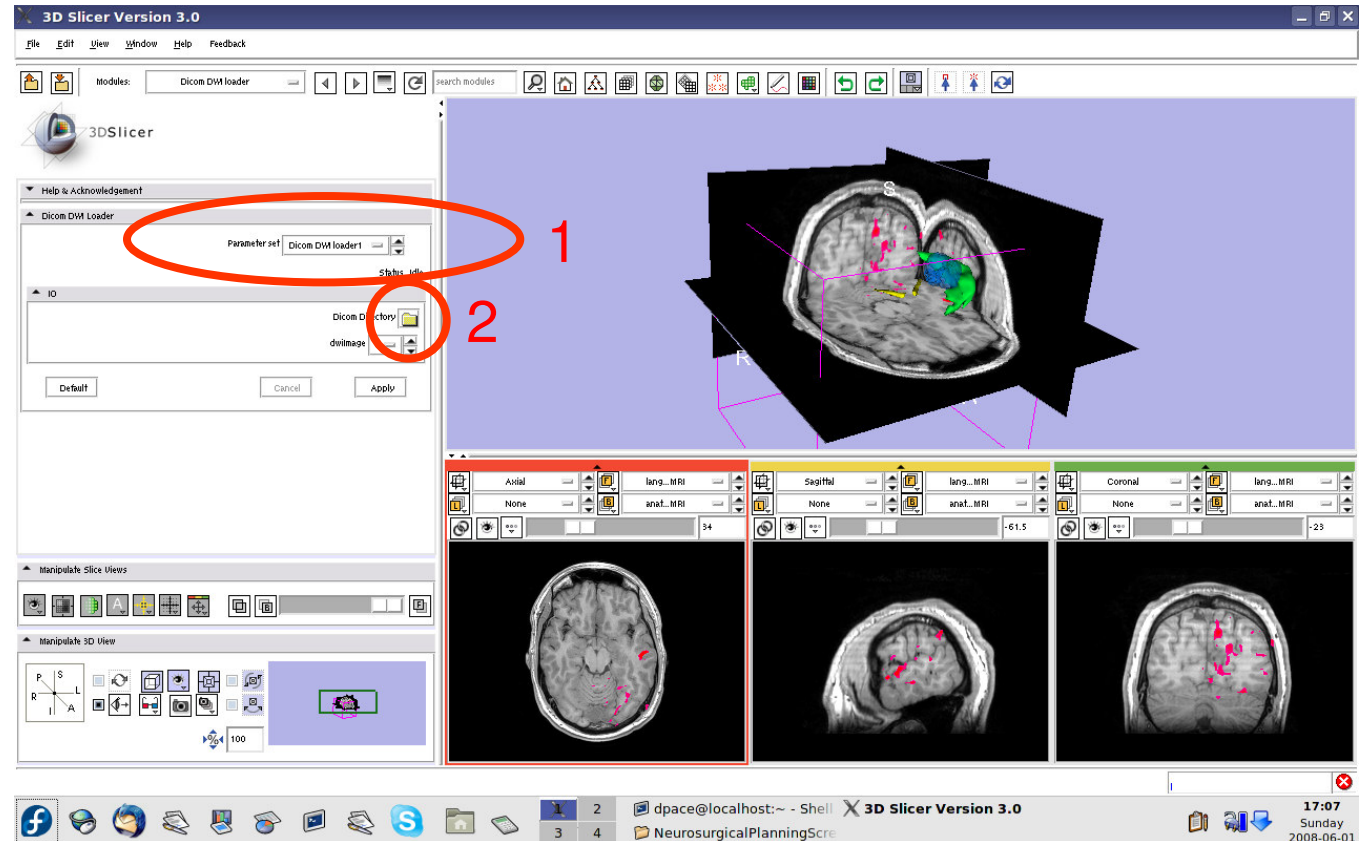 3D Slicer Version 3.0
File Edit View Window Help Feedback
Modules: Dicom DWI loader search modules
3DSlicer
Help & Acknowledgement
Dicom DWI Loader
Parameter set Dicom DWI loader1
1
Status Idle
IO
Dicom Directory
2
dwiImage
Default Cancel Apply
S
R
A
Axial lang...MRI
None anat...MRI
34
Sagittal lang...MRI
None anat...MRI
-61.5
Coronal lang...MRI
None anat...MRI
-23
Manipulate Slice Views
Manipulate 3D View
P S
R L
I A
% 100
1 2
3 4
dpace@localhost:~ - Shell
3D Slicer Version 3.0
NeurosurgicalPlanningScre
17:07
Sunday
2008-06-01